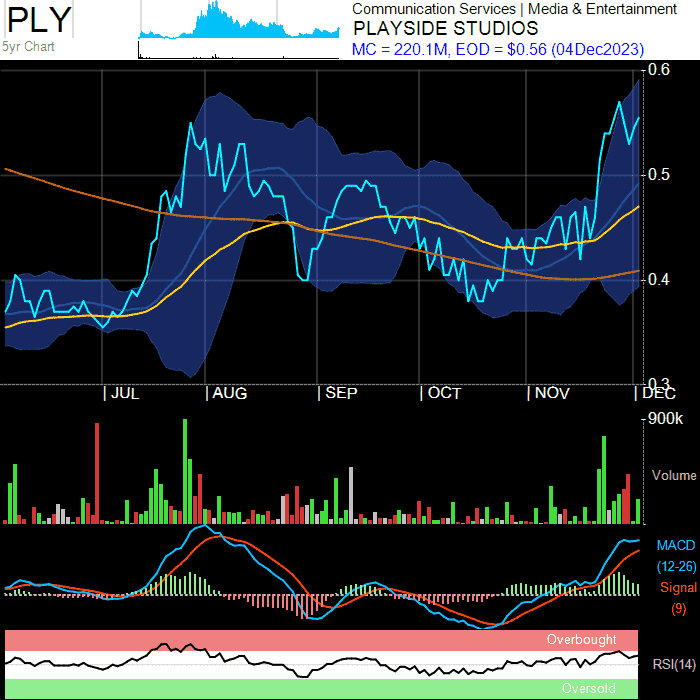 PLY
5yr Chart
Communication Services | Media & Entertainment
PLAYSIDE STUDIOS
MC = 220.1M, EOD = $0.56 (04Dec2023)
0.6
0.5
0.4
0.3
JUL AUG SEP OCT NOV DEC
900k
Volume
MACD
(12-26)
Signal
(9)
Overbought
RSI(14)
Oversold